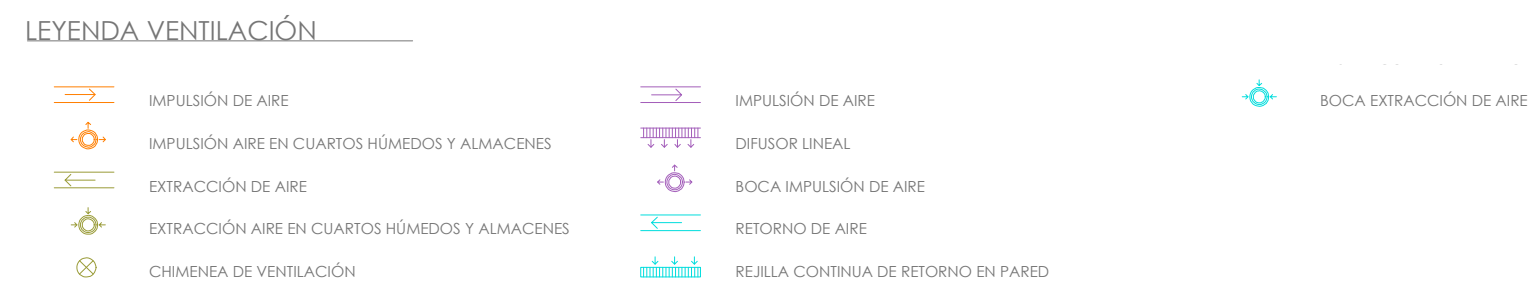 LEYENDA VENTILACIÓN
IMPULSIÓN DE AIRE
IMPULSIÓN AIRE EN CUARTOS HÚMEDOS Y ALMACENES
EXTRACCIÓN DE AIRE
EXTRACCIÓN AIRE EN CUARTOS HÚMEDOS Y ALMACENES
CHIMENEA DE VENTILACIÓN
IMPULSIÓN DE AIRE
DIFUSOR LINEAL
BOCA IMPULSIÓN DE AIRE
RETORNO DE AIRE
REJILLA CONTINUA DE RETORNO EN PARED
BOCA EXTRACCIÓN DE AIRE